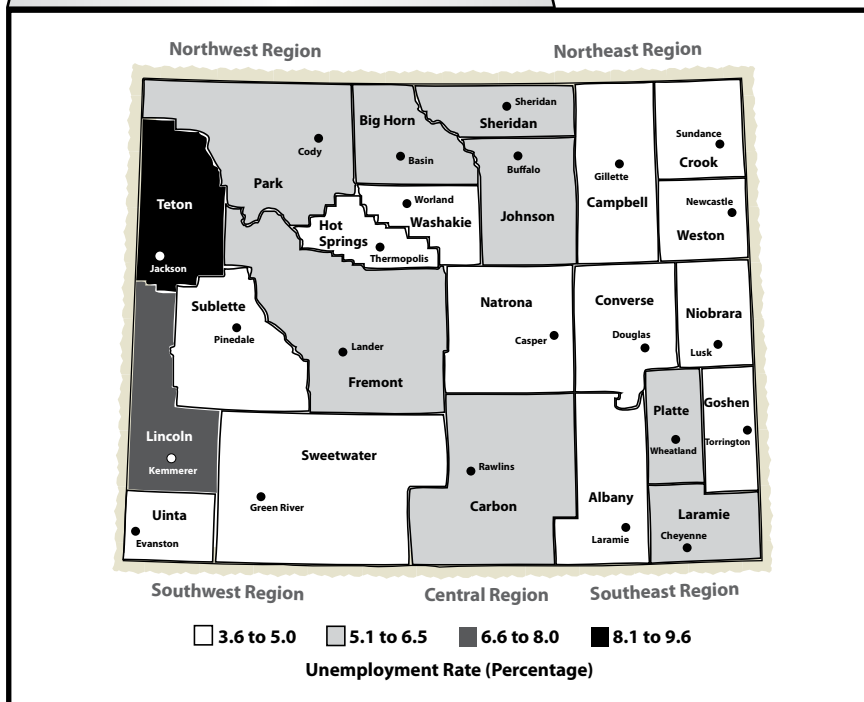 Northwest Region
Northeast Region
Sheridan
Big Horn
Sheridan
Cody
Basin
Buffalo
Sundance
Crook
Gillette
Park
Teton
Worland
Washakie
Johnson
Campbell
Newcastle
Weston
Hot
Springs
Thermopolis
Jackson
Sublette
Pinedale
Natrona
Casper
Converse
Douglas
Niobrara
Lusk
Lander
Fremont
Platte
Wheatland
Goshen
Torrington
Lincoln
Kemmerer
Sweetwater
Rawlins
Carbon
Green River
Albany
Laramie
Laramie
Cheyenne
Uinta
Evanston
Southwest Region
Central Region
Southeast Region
3.6 to 5.0
5.1 to 6.5
6.6 to 8.0
8.1 to 9.6
Unemployment Rate (Percentage)